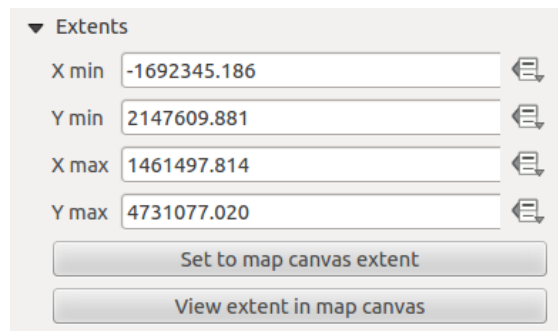 Extents
X min -1692345.186
Y min 2147609.881
X max 1461497.814
Y max 4731077.020
Set to map canvas extent
View extent in map canvas